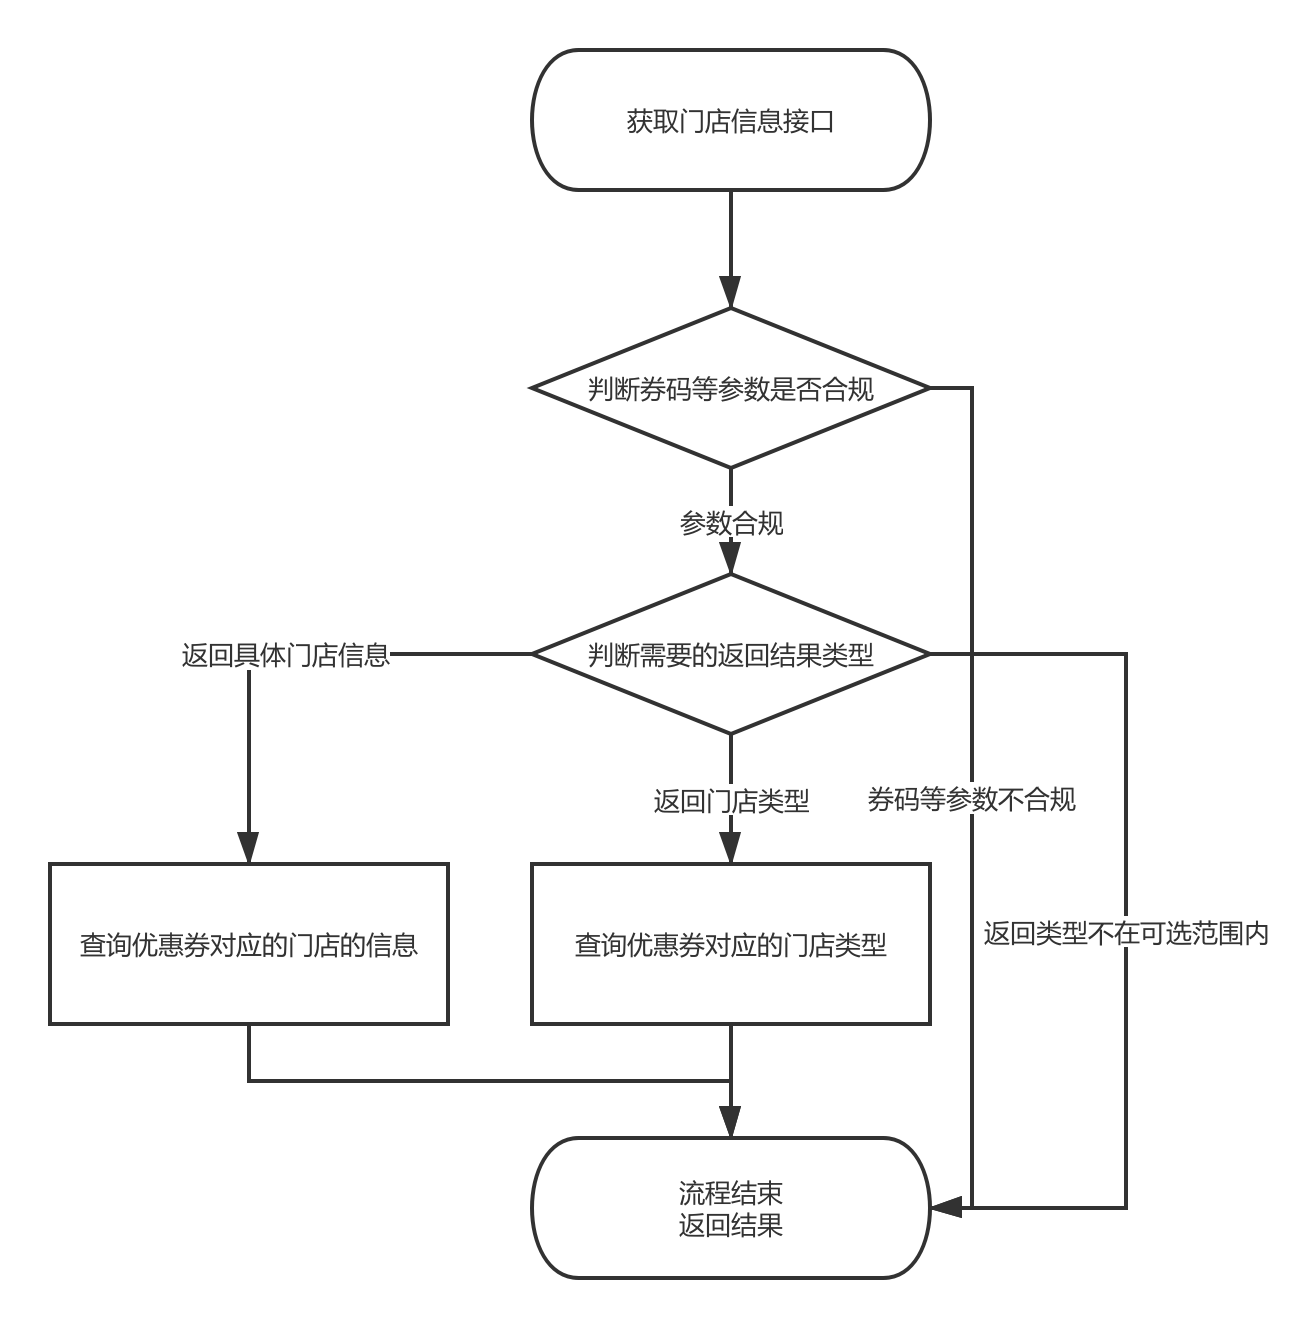 获取门店信息接口
判断券码等参数是否合规
参数合规
返回具体门店信息
判断需要的返回结果类型
返回门店类型
券码等参数不合规
返回类型不在可选范围内
查询优惠券对应的门店的信息
查询优惠券对应的门店类型
流程结束
返回结果